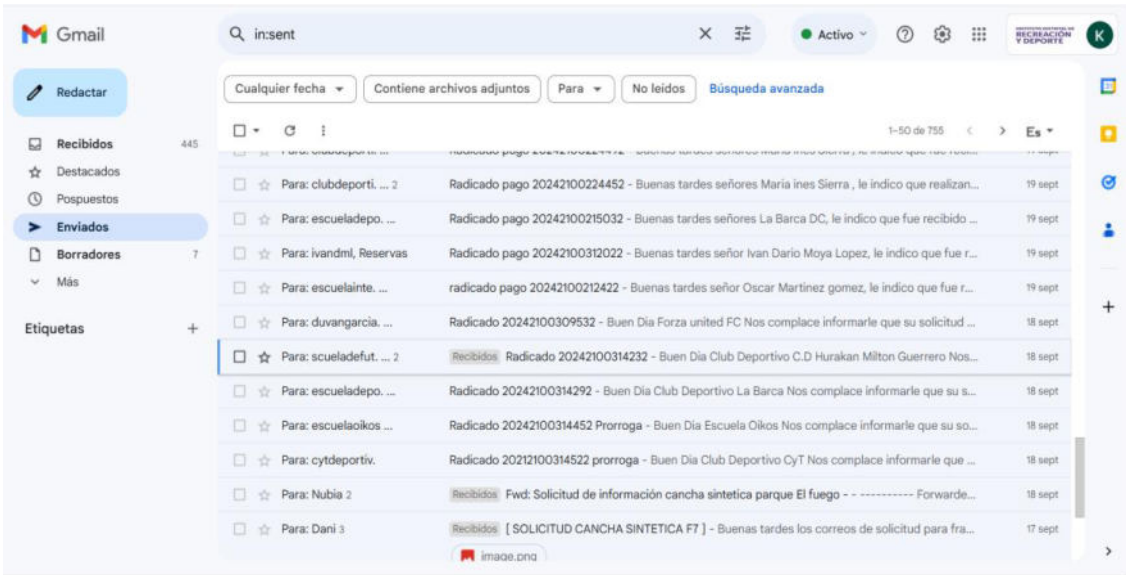 Gmail
in:sent
Activo
RECREACIÓN
Y DEPORTE
K
Redactar
Cualquier fecha
Contiene archivos adjuntos
Para
No leídos
Búsqueda avanzada
1-50 de 755
Es
Recibidos 445
Destacados
Pospuestos
Enviados
Borradores 7
Más
Etiquetas
Para: clubdeporti. ... 2 Radicado pago 20242100224452 - Buenas tardes señores Maria ines Sierra , le indico que realizan... 19 sept
Para: escueladepo. ... Radicado pago 20242100215032 - Buenas tardes señores La Barca DC, le indico que fue recibido ... 19 sept
Para: ivandml, Reservas Radicado pago 20242100312022 - Buenas tardes señor Ivan Dario Moya Lopez, le indico que fue r... 19 sept
Para: escuelainte. ... radicado pago 20242100212422 - Buenas tardes señor Oscar Martinez gomez, le indico que fue r... 19 sept
Para: duvangarcia. ... Radicado 20242100309532 - Buen Dia Forza united FC Nos complace informarle que su solicitud ... 18 sept
Para: scueladefut. ... 2 Recibidos Radicado 20242100314232 - Buen Dia Club Deportivo C.D Hurakan Milton Guerrero Nos... 18 sept
Para: escueladepo. ... Radicado 20242100314292 - Buen Dia Club Deportivo La Barca Nos complace informarle que su s... 18 sept
Para: escuelaoikos ... Radicado 20242100314452 Prorroga - Buen Dia Escuela Oikos Nos complace informarle que su so... 18 sept
Para: cytdeportiv. Radicado 20212100314522 prorroga - Buen Dia Club Deportivo CyT Nos complace informarle que ... 18 sept
Para: Nubia 2 Recibidos Fwd: Solicitud de información cancha sintetica parque El fuego - - ---------- Forwarde... 18 sept
Para: Dani 3 Recibidos [ SOLICITUD CANCHA SINTETICA F7 ] - Buenas tardes los correos de solicitud para fra... 17 sept
image.png